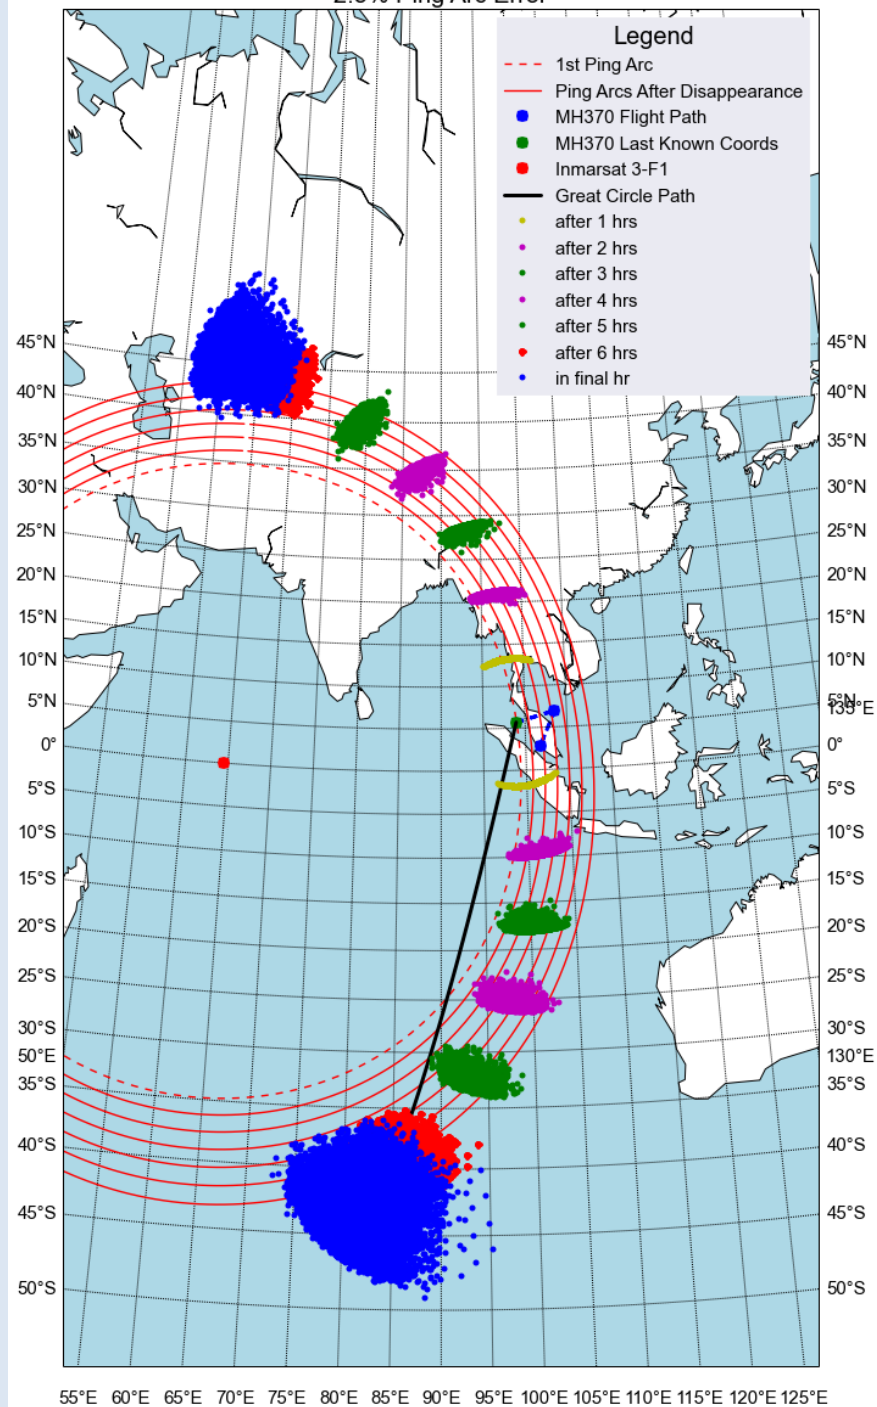 Ping Arc Error
Legend
1st Ping Arc
Ping Arcs After Disappearance
MH370 Flight Path
MH370 Last Known Coords
Inmarsat 3-F1
Great Circle Path
after 1 hrs
after 2 hrs
after 3 hrs
after 4 hrs
after 5 hrs
after 6 hrs
in final hr
45°N 45°N
40°N 40°N
35°N 35°N
30°N 30°N
25°N 25°N
20°N 20°N
15°N 15°N
10°N 10°N
5°N 5°N
135°E
0° 0°
5°S 5°S
10°S 10°S
15°S 15°S
20°S 20°S
25°S 25°S
30°S 30°S
50°E 130°E
35°S 35°S
40°S 40°S
45°S 45°S
50°S 50°S
55°E 60°E 65°E 70°E 75°E 80°E 85°E 90°E 95°E 100°E 105°E 110°E 115°E 120°E 125°E